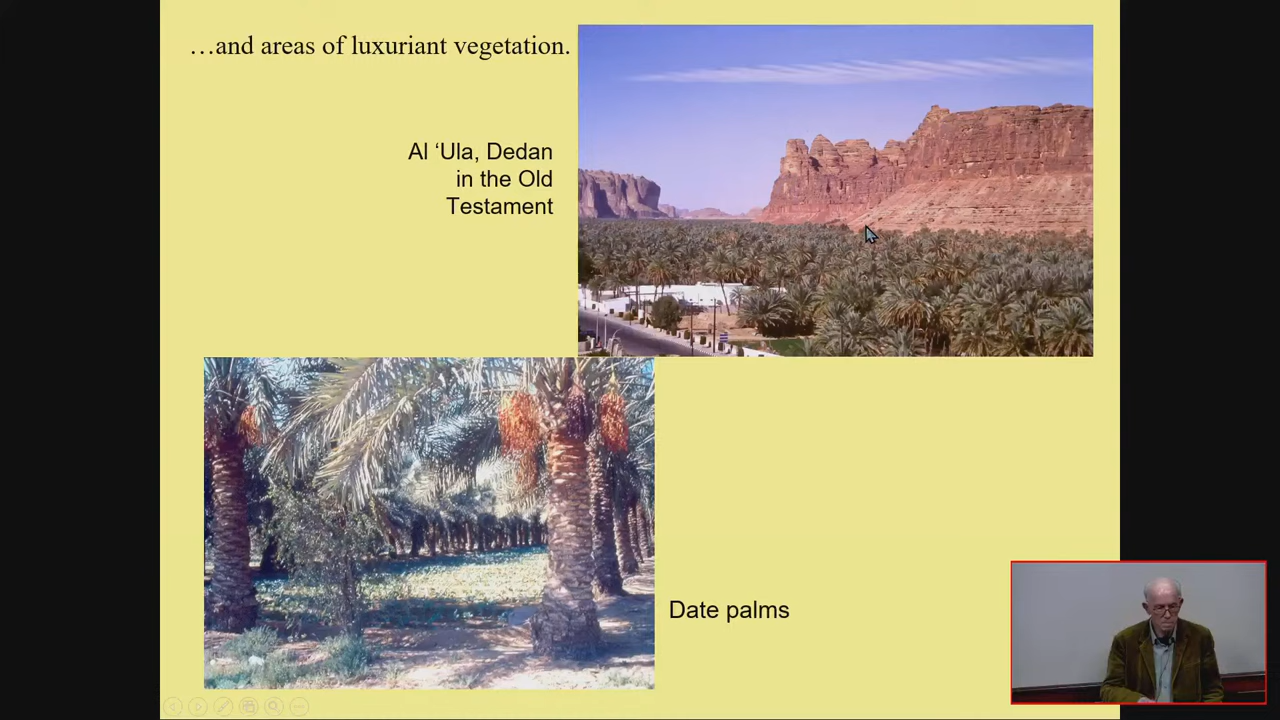 …and areas of luxuriant vegetation.
Al ‘Ula, Dedan
in the Old
Testament
Date palms